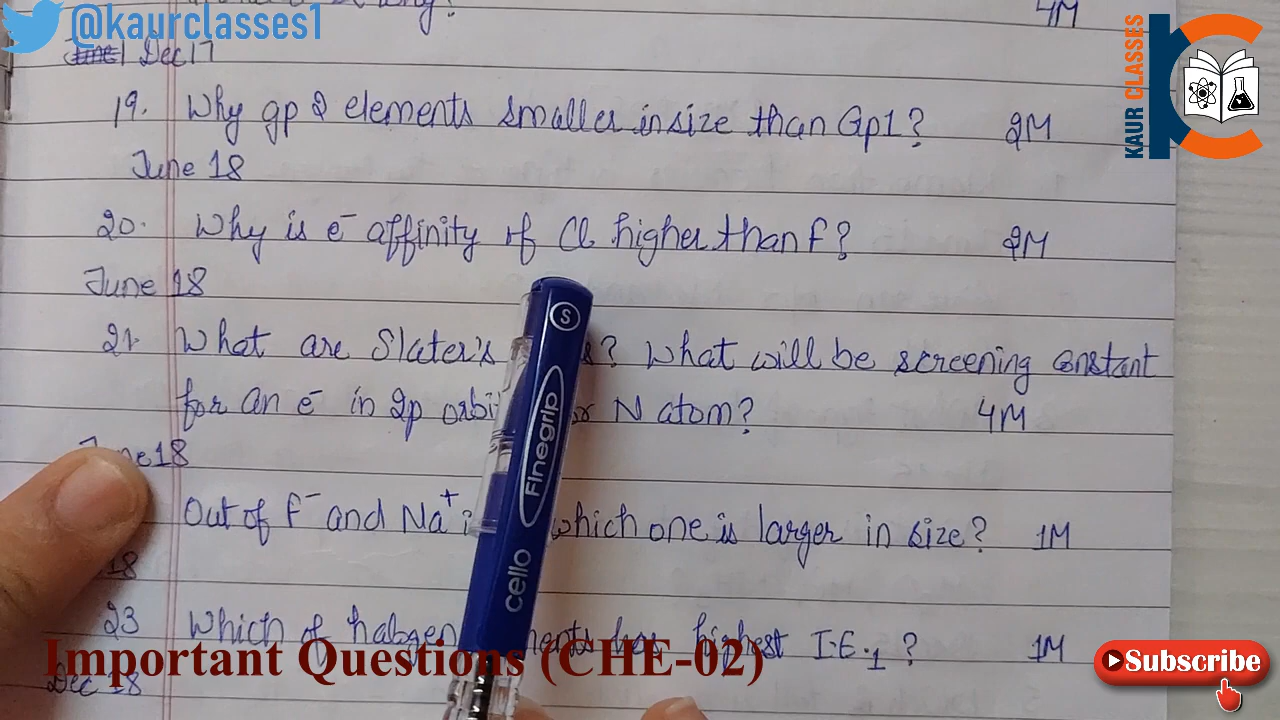 @kaurclasses1
4M
Dec 17
19. Why gp 2 elements smaller in size than Gp1? 2M
June 18
20. Why is e⁻ affinity of Cl higher than F? 2M
June 18
21. What are Slater's ? What will be screening constant
for an e⁻ in 2p N atom? 4M
18
Out of F⁻ and Na⁺ which one is larger in size? 1M
18
23 Which of halogen has highest I.E.₁ ? 1M
Dec 18
Important Questions (CHE-02)
KAUR CLASSES
S
Finegrip
cello
Subscribe